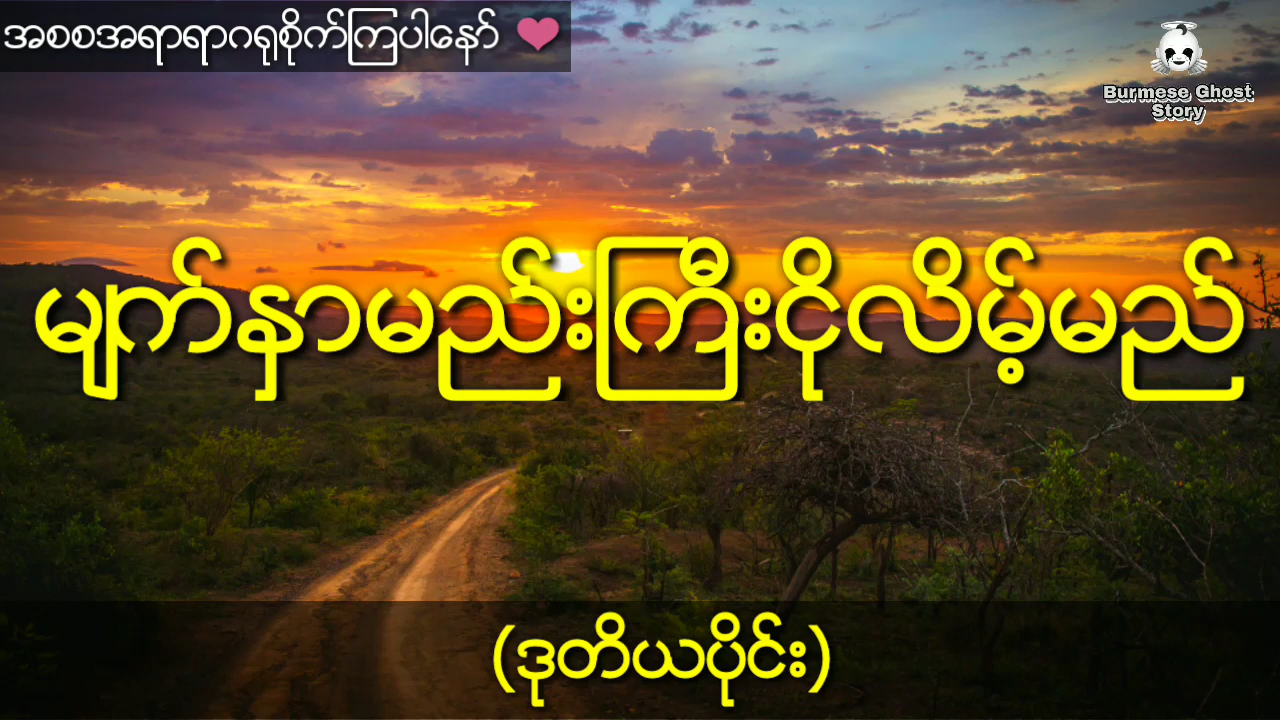 အစစအရာရာဂရုစိုက်ကြပါနော် ❤
Burmese Ghost
Story
မျက်နှာမည်းကြီးငိုလိမ့်မည်
(ဒုတိယပိုင်း)